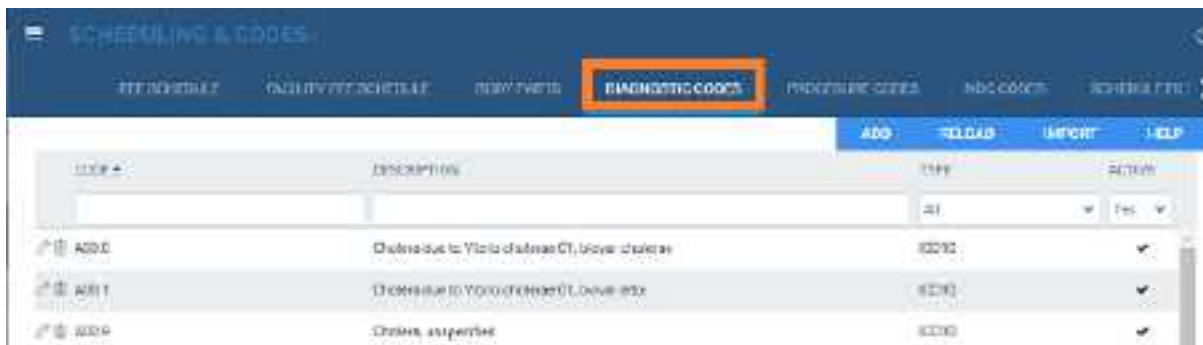 SCHEDULING & CODES
FEE SCHEDULE FACILITY FEE SCHEDULE BODY PARTS DIAGNOSTIC CODES PROCEDURE CODES NDC CODES
ADD RELOAD IMPORT HELP
CODE DESCRIPTION TYPE ACTIVE
All Yes
A00.0 Cholera due to Vibrio cholerae 01, biovar cholerae ICD10
A00.1 Cholera due to Vibrio cholerae 01, biovar eltor ICD10
A00.9 Cholera, unspecified ICD10